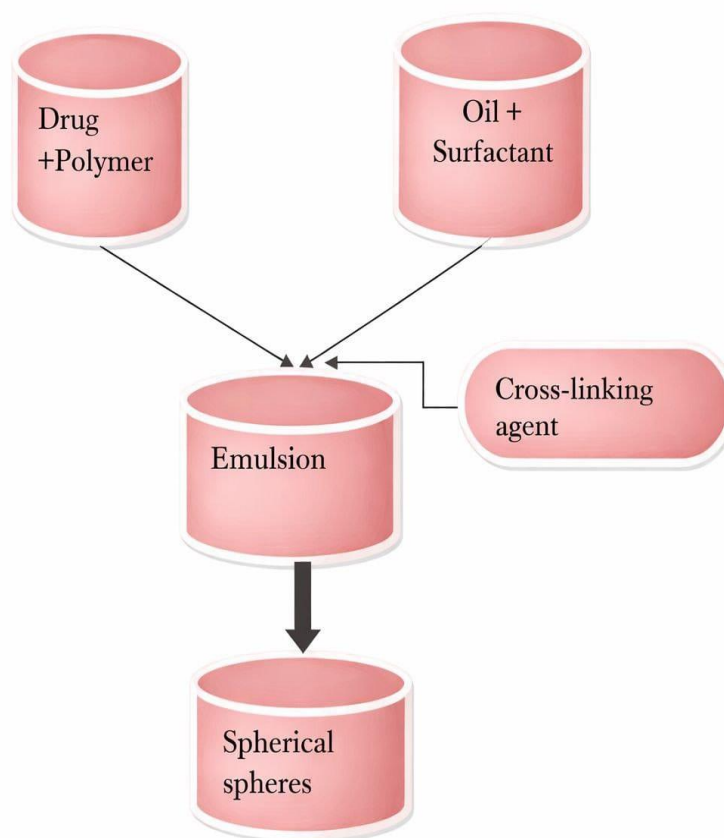 Drug
+Polymer
Oil +
Surfactant
Cross-linking
agent
Emulsion
Spherical
spheres